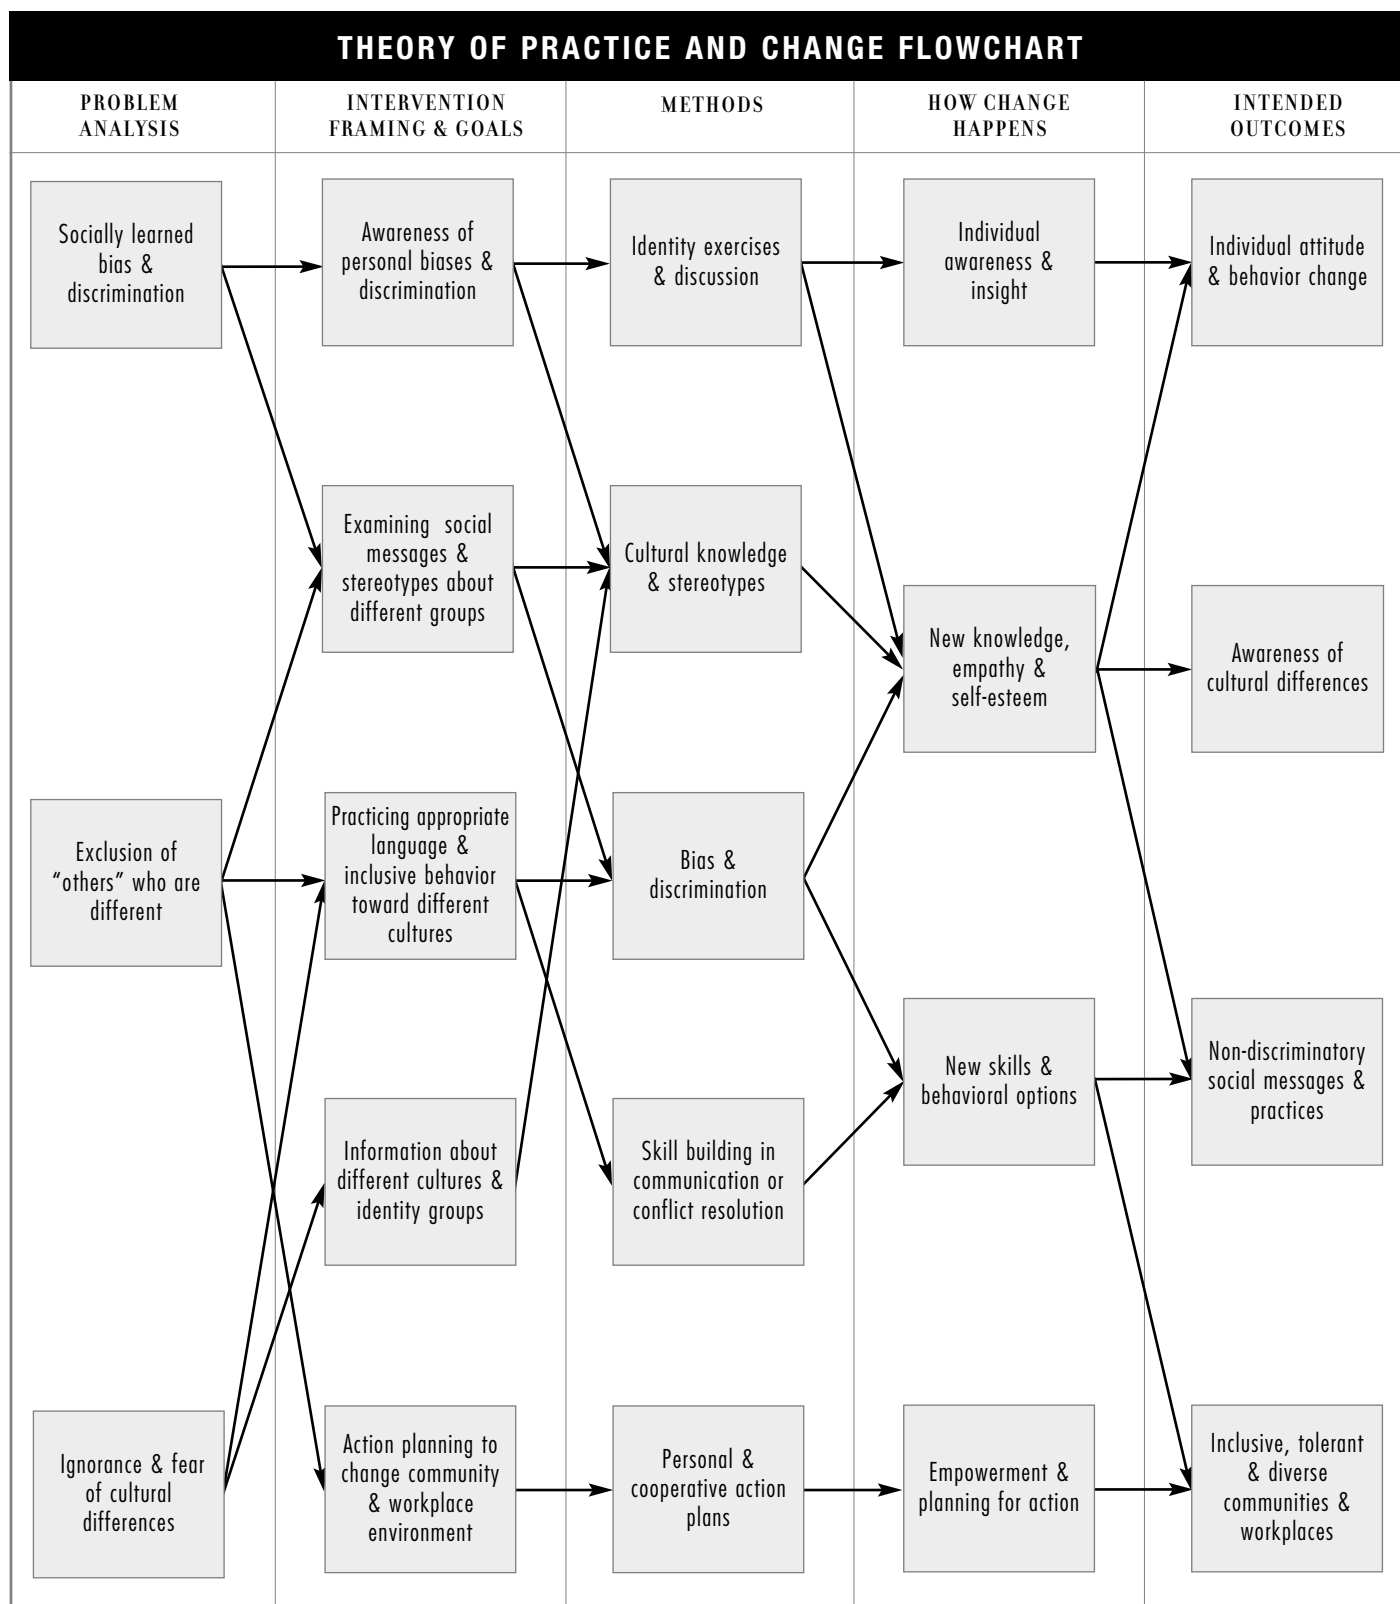 THEORY OF PRACTICE AND CHANGE FLOWCHART
PROBLEM
ANALYSIS
INTERVENTION
FRAMING & GOALS
METHODS
HOW CHANGE
HAPPENS
INTENDED
OUTCOMES
Socially learned
bias &
discrimination
Exclusion of
“others” who are
different
Ignorance & fear
of cultural
differences
Awareness of
personal biases &
discrimination
Examining social
messages &
stereotypes about
different groups
Practicing appropriate
language &
inclusive behavior
toward different
cultures
Information about
different cultures &
identity groups
Action planning to
change community
& workplace
environment
Identity exercises
& discussion
Cultural knowledge
& stereotypes
Bias &
discrimination
Skill building in
communication or
conflict resolution
Personal &
cooperative action
plans
Individual
awareness &
insight
New knowledge,
empathy &
self-esteem
New skills &
behavioral options
Empowerment &
planning for action
Individual attitude
& behavior change
Awareness of
cultural differences
Non-discriminatory
social messages &
practices
Inclusive, tolerant
& diverse
communities &
workplaces